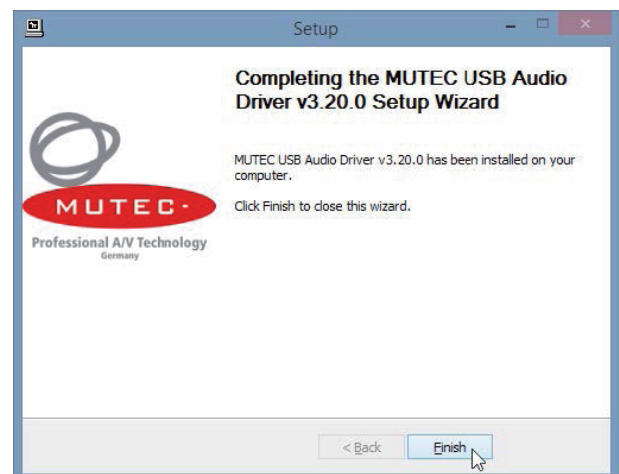 Setup
Completing the MUTEC USB Audio
Driver v3.20.0 Setup Wizard
MUTEC USB Audio Driver v3.20.0 has been installed on your
computer.
Click Finish to close this wizard.
MUTEC
Professional A/V Technology
Germany
< Back
Finish